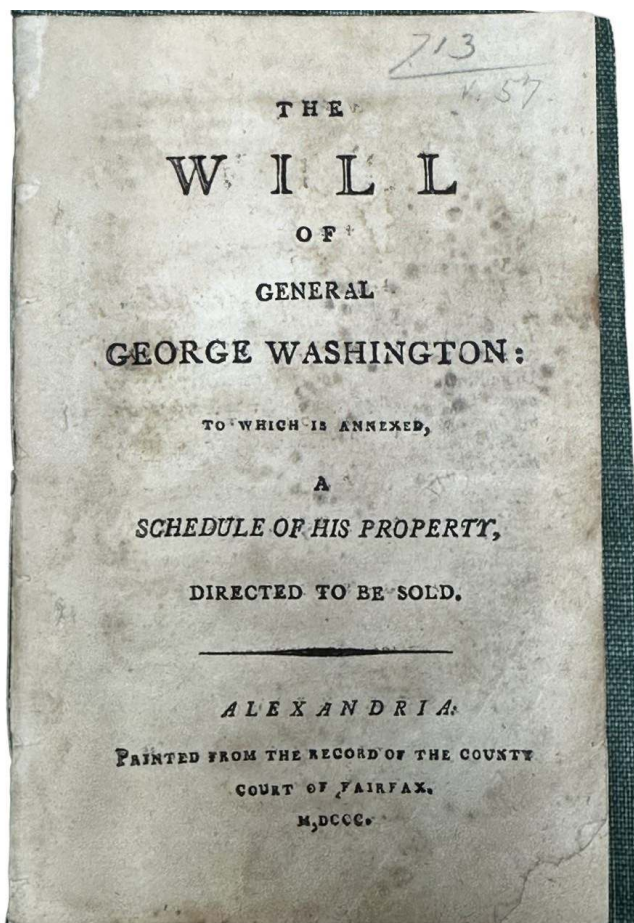 713
v. 57
THE
WILL
OF
GENERAL
GEORGE WASHINGTON:
TO WHICH IS ANNEXED,
A
SCHEDULE OF HIS PROPERTY,
DIRECTED TO BE SOLD.
ALEXANDRIA:
PRINTED FROM THE RECORD OF THE COUNTY
COURT OF FAIRFAX.
M,DCCC.